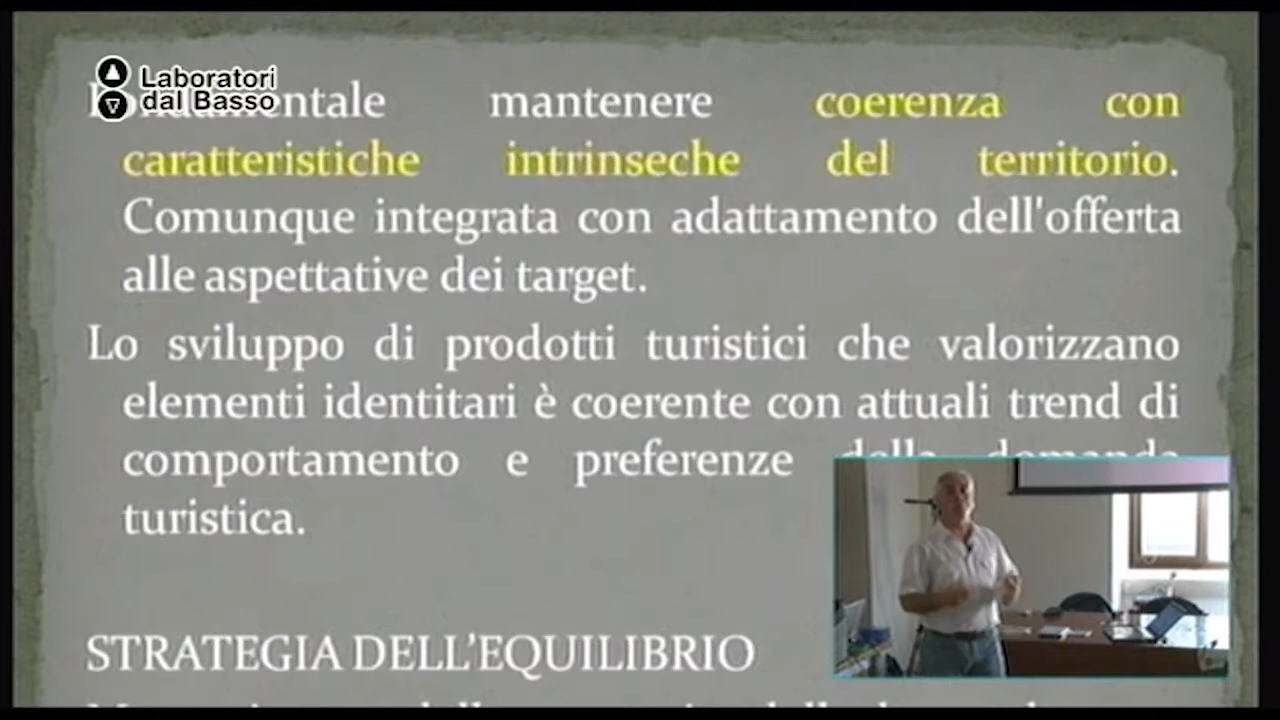 Laboratori
dal Basso
mantenere coerenza con
caratteristiche intrinseche del territorio.
Comunque integrata con adattamento dell'offerta
alle aspettative dei target.
Lo sviluppo di prodotti turistici che valorizzano
elementi identitari è coerente con attuali trend di
comportamento e preferenze della domanda
turistica.
STRATEGIA DELL’EQUILIBRIO